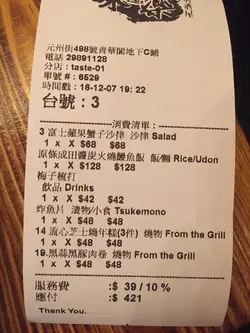 元州街498號青華閣地下C鋪
電話 29891128
分店 : taste-01
單號 # : 6529
時間戳 : 16-12-07 19: 22
台號 : 3
消費清單 :
3 富士蘋果蟹子沙律 沙律 Salad
1 x X $68 $68
原條成田醬炭火燒饅魚飯 飯/麵 Rice/Udon
1 x X $128 $128
梅子梳打
飲品 Drinks
1 x X $42 $42
炸魚片 漬物/小食 Tsukemono
1 x X $48 $48
14 流心芝士燒年糕(3件) 燒物 From the Grill
1 x X $48 $48
19.黑蒜黑豚肉卷 燒物 From the Grill
1 x X $48 $48
服務費 :$ 39 / 10 %
應付 :$ 421
Thank You.